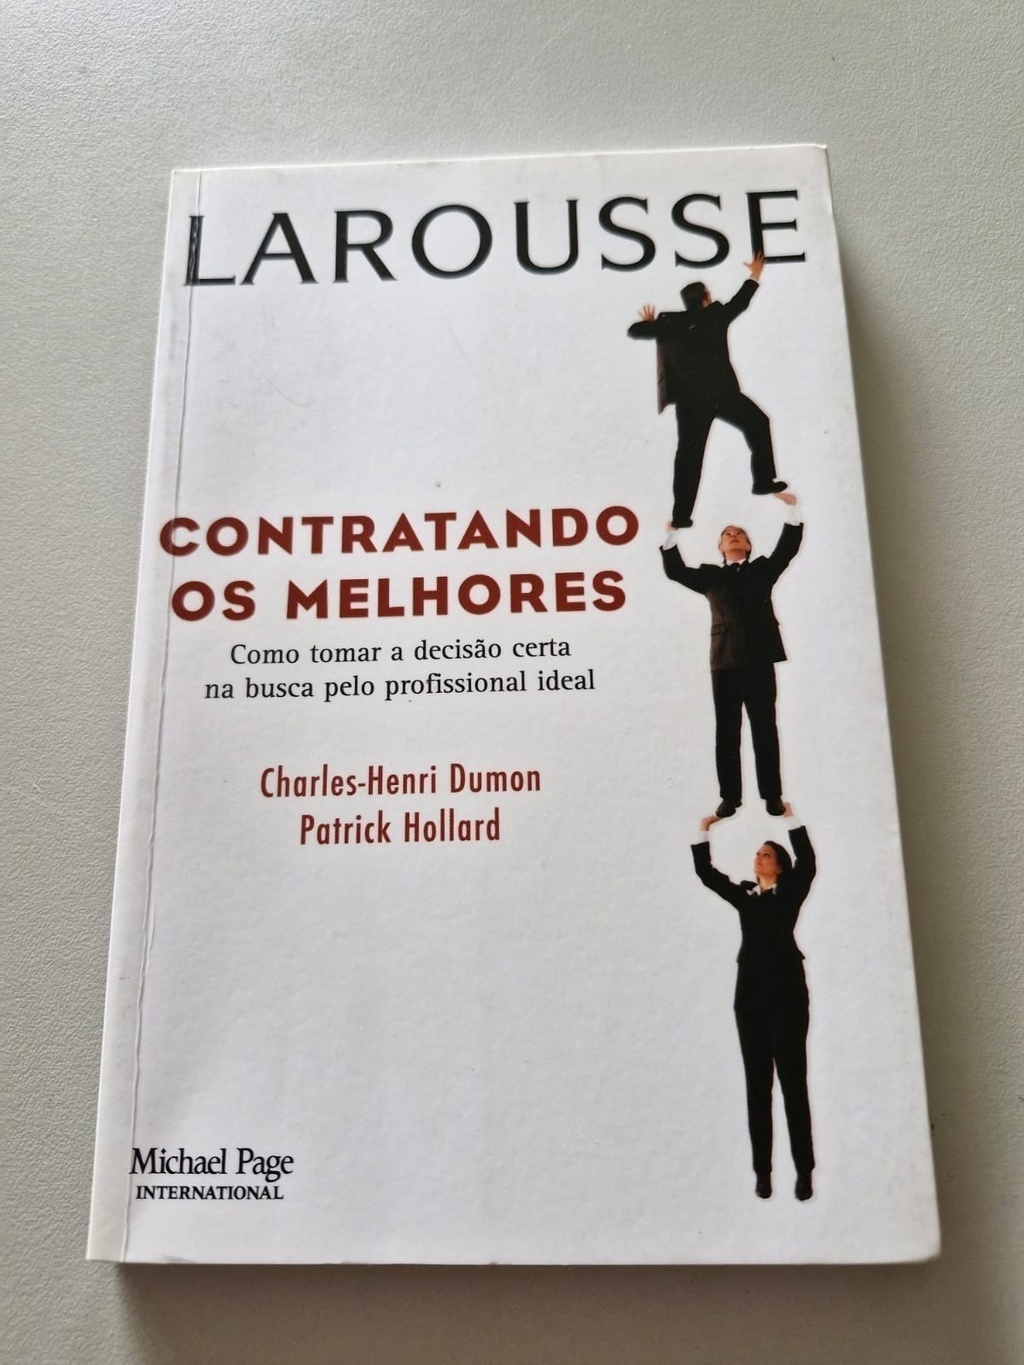 LAROUSSE
CONTRATANDO
OS MELHORES
Como tomar a decisão certa
na busca pelo profissional ideal
Charles-Henri Dumon
Patrick Hollard
Michael Page
INTERNATIONAL